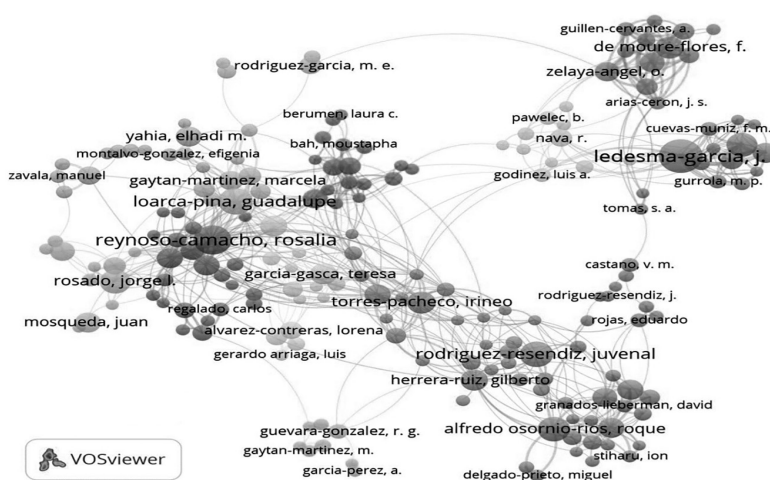 guillen-cervantes, a.
de moure-flores, f.
rodriguez-garcia, m. e.
zelaya-angel, o.
arias-ceron, j. s.
berumen, laura c.
pawelec, b.
yahia, elhadi m.
bah, moustapha
nava, r.
cuevas-muniz, f. m.
montalvo-gonzalez, efigenia
ledesma-garcia, j.
zavala, manuel
gaytan-martinez, marcela
godinez, luis a.
gurrola, m. p.
loarca-pina, guadalupe
tomas, s. a.
reynoso-camacho, rosalia
castano, v. m.
garcia-gasca, teresa
rosado, jorge l.
rodriguez-resendiz, j.
torres-pacheco, irineo
regalado, carlos
mosqueda, juan
rojas, eduardo
alvarez-contreras, lorena
gerardo arriaga, luis
rodriguez-resendiz, juvenal
herrera-ruiz, gilberto
granados-lieberman, david
guevara-gonzalez, r. g.
alfredo osornio-rios, roque
gaytan-martinez, m.
stiharu, ion
garcia-perez, a.
delgado-prieto, miguel
VOSviewer